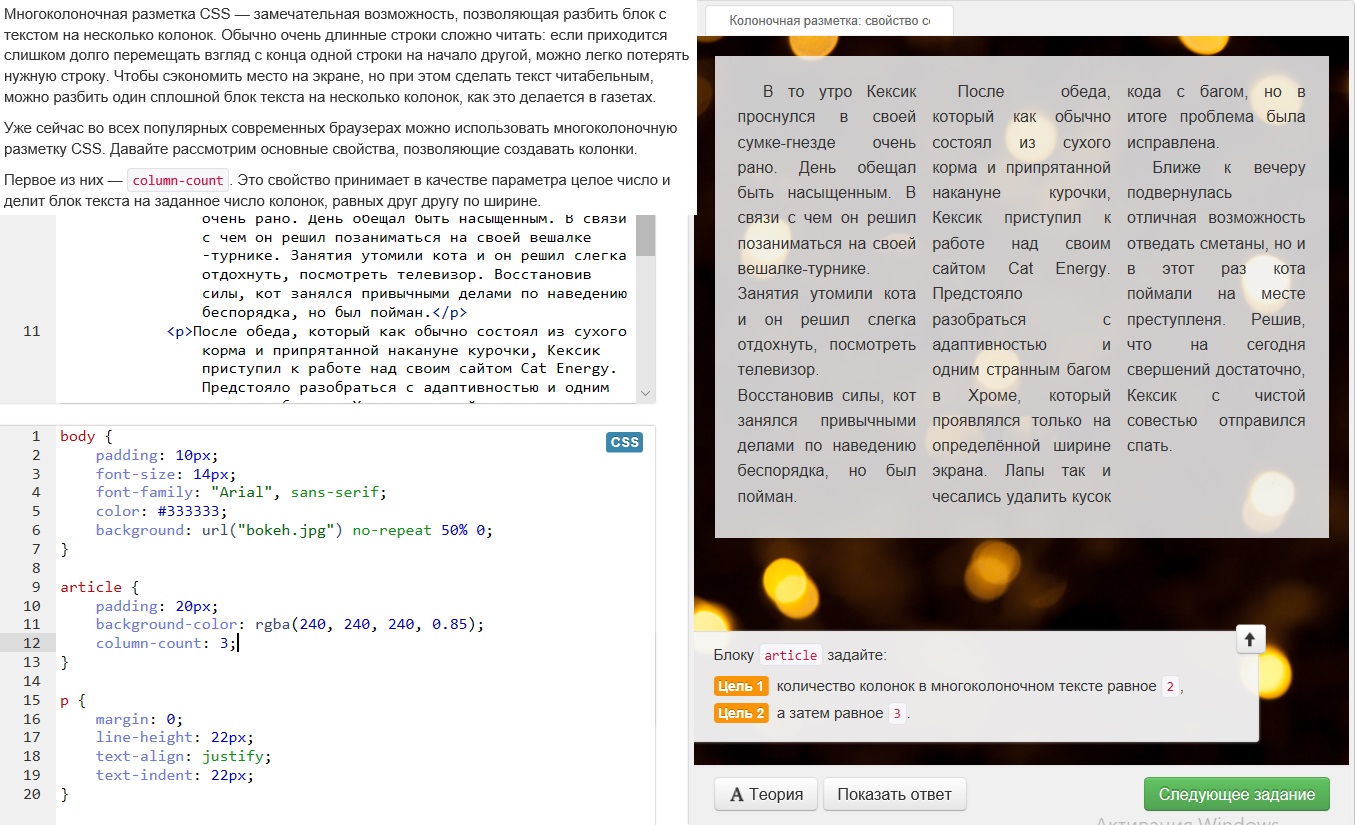 Многоколоночная разметка CSS — замечательная возможность, позволяющая разбить блок с
текстом на несколько колонок. Обычно очень длинные строки сложно читать: если приходится
слишком долго перемещать взгляд с конца одной строки на начало другой, можно легко потерять
нужную строку. Чтобы сэкономить место на экране, но при этом сделать текст читабельным,
можно разбить один сплошной блок текста на несколько колонок, как это делается в газетах.
Уже сейчас во всех популярных современных браузерах можно использовать многоколоночную
разметку CSS. Давайте рассмотрим основные свойства, позволяющие создавать колонки.
Первое из них — column-count. Это свойство принимает в качестве параметра целое число и
делит блок текста на заданное число колонок, равных друг другу по ширине.
очень рано. День обещал быть насыщенным. В связи
с чем он решил позаниматься на своей вешалке
-турнике. Занятия утомили кота и он решил слегка
отдохнуть, посмотреть телевизор. Восстановив
силы, кот занялся привычными делами по наведению
беспорядка, но был пойман.</p>
11 <p>После обеда, который как обычно состоял из сухого
корма и припрятанной накануне курочки, Кексик
приступил к работе над своим сайтом Cat Energy.
Предстояло разобраться с адаптивностью и одним
CSS
1 body {
2 padding: 10px;
3 font-size: 14px;
4 font-family: "Arial", sans-serif;
5 color: #333333;
6 background: url("bokeh.jpg") no-repeat 50% 0;
7 }
8
9 article {
10 padding: 20px;
11 background-color: rgba(240, 240, 240, 0.85);
12 column-count: 3;
13 }
14
15 p {
16 margin: 0;
17 line-height: 22px;
18 text-align: justify;
19 text-indent: 22px;
20 }
Колоночная разметка: свойство co
В то утро Кексик
проснулся в своей
сумке-гнезде очень
рано. День обещал
быть насыщенным. В
связи с чем он решил
позаниматься на своей
вешалке-турнике.
Занятия утомили кота
и он решил слегка
отдохнуть, посмотреть
телевизор.
Восстановив силы, кот
занялся привычными
делами по наведению
беспорядка, но был
пойман.
После обеда,
который как обычно
состоял из сухого
корма и припрятанной
накануне курочки,
Кексик приступил к
работе над своим
сайтом Cat Energy.
Предстояло
разобраться с
адаптивностью и
одним странным багом
в Хроме, который
проявлялся только на
определённой ширине
экрана. Лапы так и
чесались удалить кусок
кода с багом, но в
итоге проблема была
исправлена.
Ближе к вечеру
подвернулась
отличная возможность
отведать сметаны, но и
в этот раз кота
поймали на месте
преступленя. Решив,
что на сегодня
свершений достаточно,
Кексик с чистой
совестью отправился
спать.
Блоку article задайте:
Цель 1 количество колонок в многоколоночном тексте равное 2,
Цель 2 а затем равное 3.
A Теория
Показать ответ
Следующее задание
Активация Windows